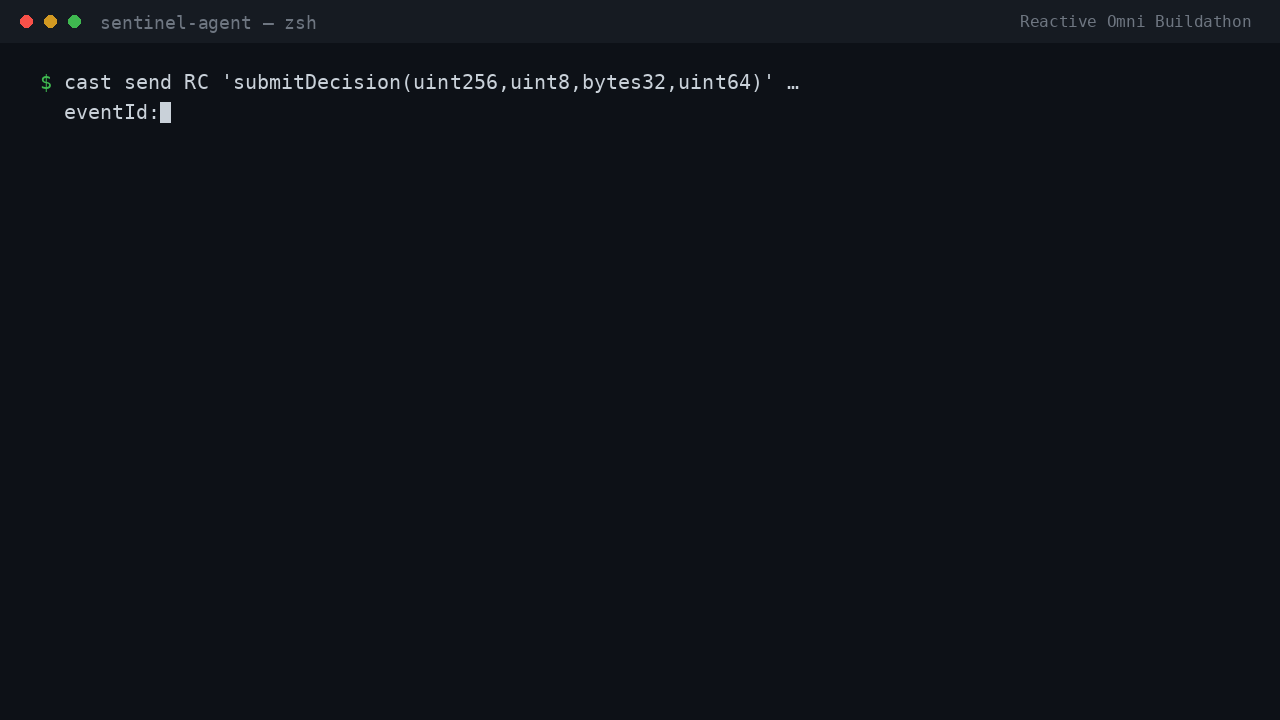 sentinel-agent — zsh
Reactive Omni Buildathon
$ cast send RC 'submitDecision(uint256,uint8,bytes32,uint64)' …
eventId: